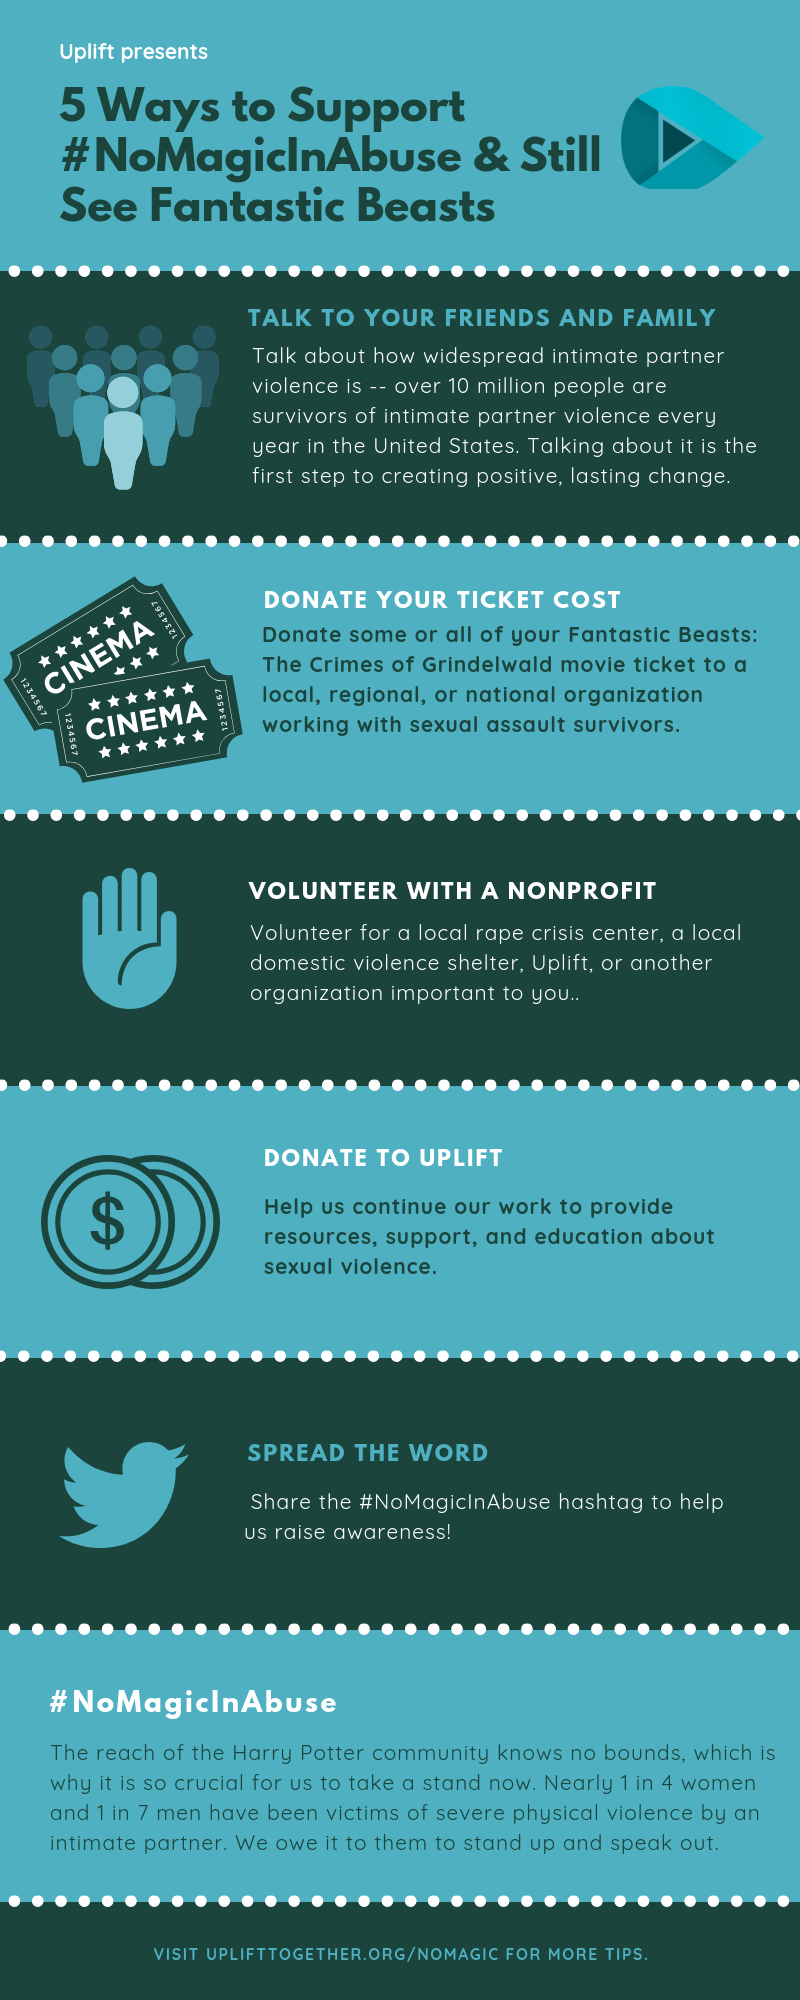 Uplift presents
5 Ways to Support
#NoMagicInAbuse & Still
See Fantastic Beasts
TALK TO YOUR FRIENDS AND FAMILY
Talk about how widespread intimate partner
violence is -- over 10 million people are
survivors of intimate partner violence every
year in the United States. Talking about it is the
first step to creating positive, lasting change.
CINEMA
1234567
1234567
CINEMA
1234567
1234567
DONATE YOUR TICKET COST
Donate some or all of your Fantastic Beasts:
The Crimes of Grindelwald movie ticket to a
local, regional, or national organization
working with sexual assault survivors.
VOLUNTEER WITH A NONPROFIT
Volunteer for a local rape crisis center, a local
domestic violence shelter, Uplift, or another
organization important to you..
$
DONATE TO UPLIFT
Help us continue our work to provide
resources, support, and education about
sexual violence.
SPREAD THE WORD
Share the #NoMagicInAbuse hashtag to help
us raise awareness!
#NoMagicInAbuse
The reach of the Harry Potter community knows no bounds, which is
why it is so crucial for us to take a stand now. Nearly 1 in 4 women
and 1 in 7 men have been victims of severe physical violence by an
intimate partner. We owe it to them to stand up and speak out.
VISIT UPLIFTTOGETHER.ORG/NOMAGIC FOR MORE TIPS.